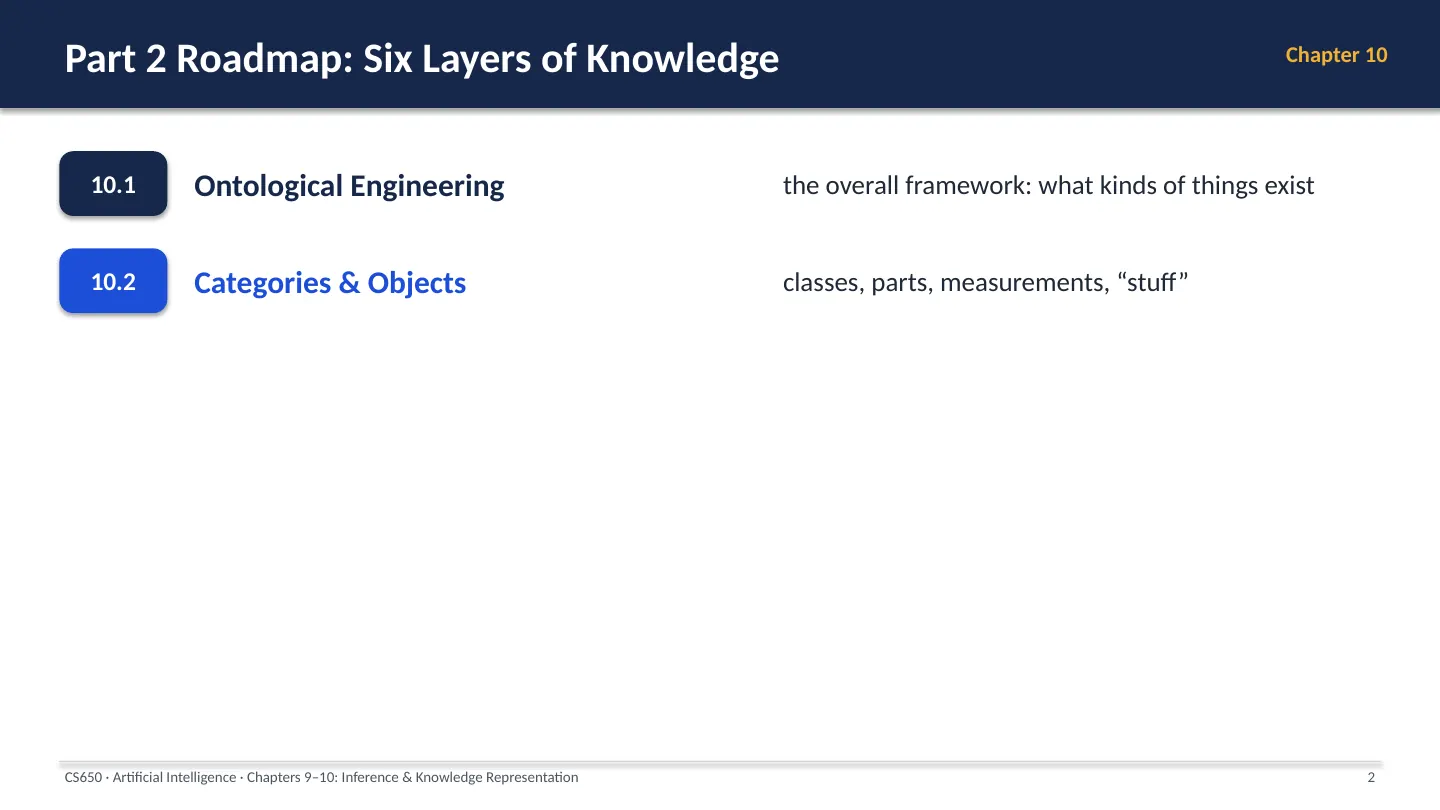 Part 2 Roadmap: Six Layers of Knowledge
Chapter 10
10.1 Ontological Engineering the overall framework: what kinds of things exist
10.2 Categories & Objects classes, parts, measurements, “stuff”
CS650 · Artificial Intelligence · Chapters 9–10: Inference & Knowledge Representation 2